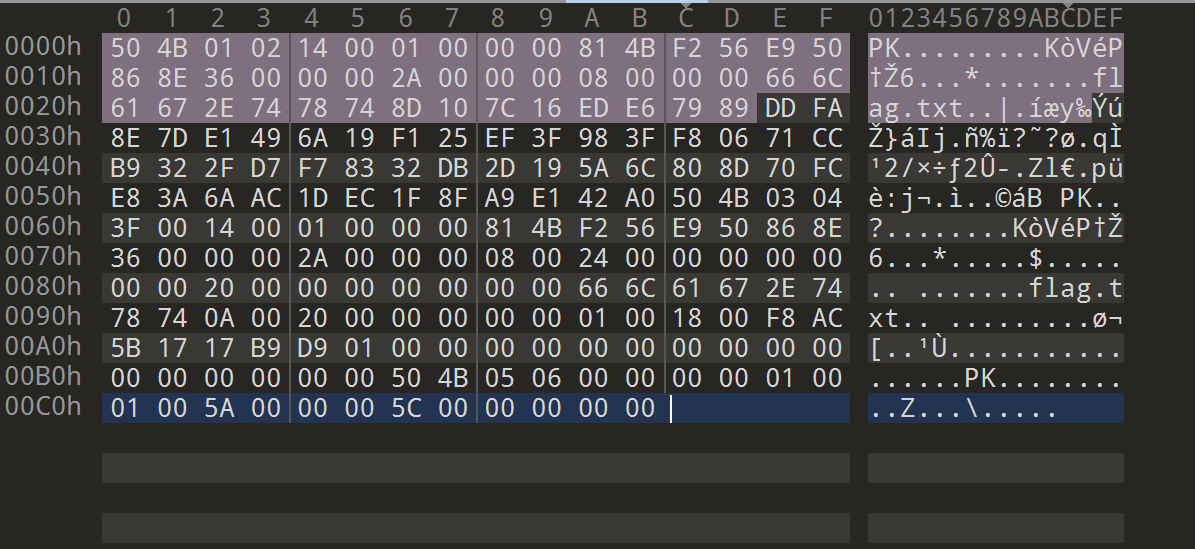 0 1 2 3 4 5 6 7 8 9 A B C D E F 0123456789ABCDEF
0000h 50 4B 01 02 14 00 01 00 00 00 81 4B F2 56 E9 50 PK.........KòVéP
0010h 86 8E 36 00 00 00 2A 00 00 00 08 00 00 00 66 6C †Ž6...*.......fl
0020h 61 67 2E 74 78 74 8D 10 7C 16 ED E6 79 89 DD FA ag.txt..|.íæy‰Ýú
0030h 8E 7D E1 49 6A 19 F1 25 EF 3F 98 3F F8 06 71 CC Ž}áIj.ñ%ï?˜?ø.qÌ
0040h B9 32 2F D7 F7 83 32 DB 2D 19 5A 6C 80 8D 70 FC ¹2/×÷ƒ2Û-.Zl€.pü
0050h E8 3A 6A AC 1D EC 1F 8F A9 E1 42 A0 50 4B 03 04 è:j¬.ì..©áB PK..
0060h 3F 00 14 00 01 00 00 00 81 4B F2 56 E9 50 86 8E ?........KòVéP†Ž
0070h 36 00 00 00 2A 00 00 00 08 00 24 00 00 00 00 00 6...*.....$.....
0080h 00 00 20 00 00 00 00 00 00 00 66 6C 61 67 2E 74 .. .......flag.t
0090h 78 74 0A 00 20 00 00 00 00 00 01 00 18 00 F8 AC xt.. .........ø¬
00A0h 5B 17 17 B9 D9 01 00 00 00 00 00 00 00 00 00 00 [..¹Ù...........
00B0h 00 00 00 00 00 00 50 4B 05 06 00 00 00 00 01 00 ......PK........
00C0h 01 00 5A 00 00 00 5C 00 00 00 00 00 ..Z...\.....